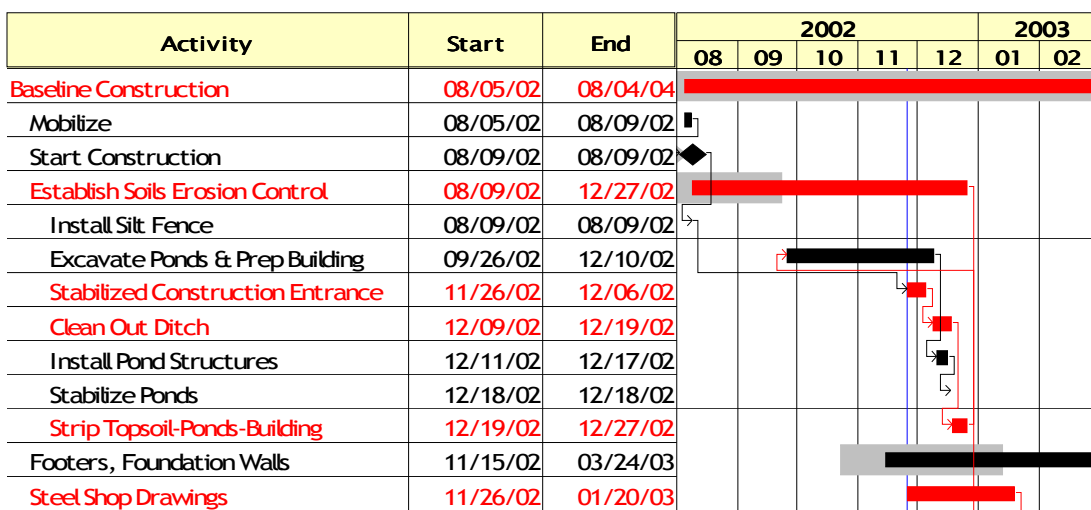 Activity Start End 2002 2003
08 09 10 11 12 01 02
Baseline Construction 08/05/02 08/04/04
Mobilize 08/05/02 08/09/02
Start Construction 08/09/02 08/09/02
Establish Soils Erosion Control 08/09/02 12/27/02
Install Silt Fence 08/09/02 08/09/02
Excavate Ponds & Prep Building 09/26/02 12/10/02
Stabilized Construction Entrance 11/26/02 12/06/02
Clean Out Ditch 12/09/02 12/19/02
Install Pond Structures 12/11/02 12/17/02
Stabilize Ponds 12/18/02 12/18/02
Strip Topsoil-Ponds-Building 12/19/02 12/27/02
Footers, Foundation Walls 11/15/02 03/24/03
Steel Shop Drawings 11/26/02 01/20/03